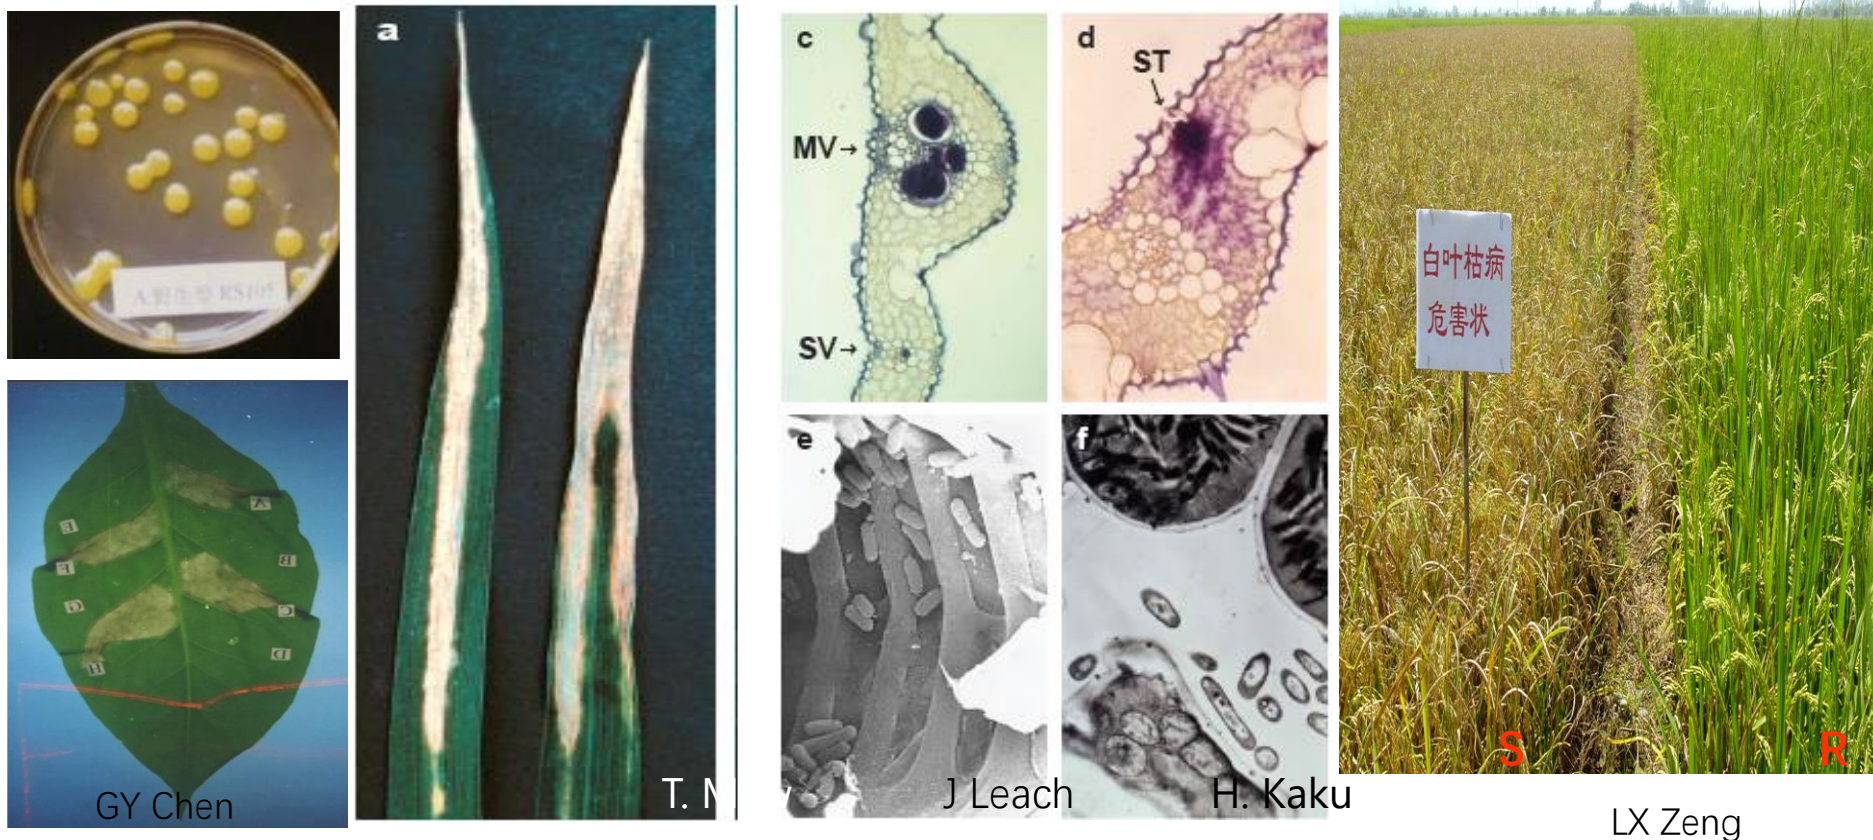 A野生型 RS105
A
E
B
F
G
C
D
H
GY Chen
a
T. M
c
MV→
SV→
d
ST
e
f
J Leach
H. Kaku
白叶枯病
危害状
S
R
LX Zeng